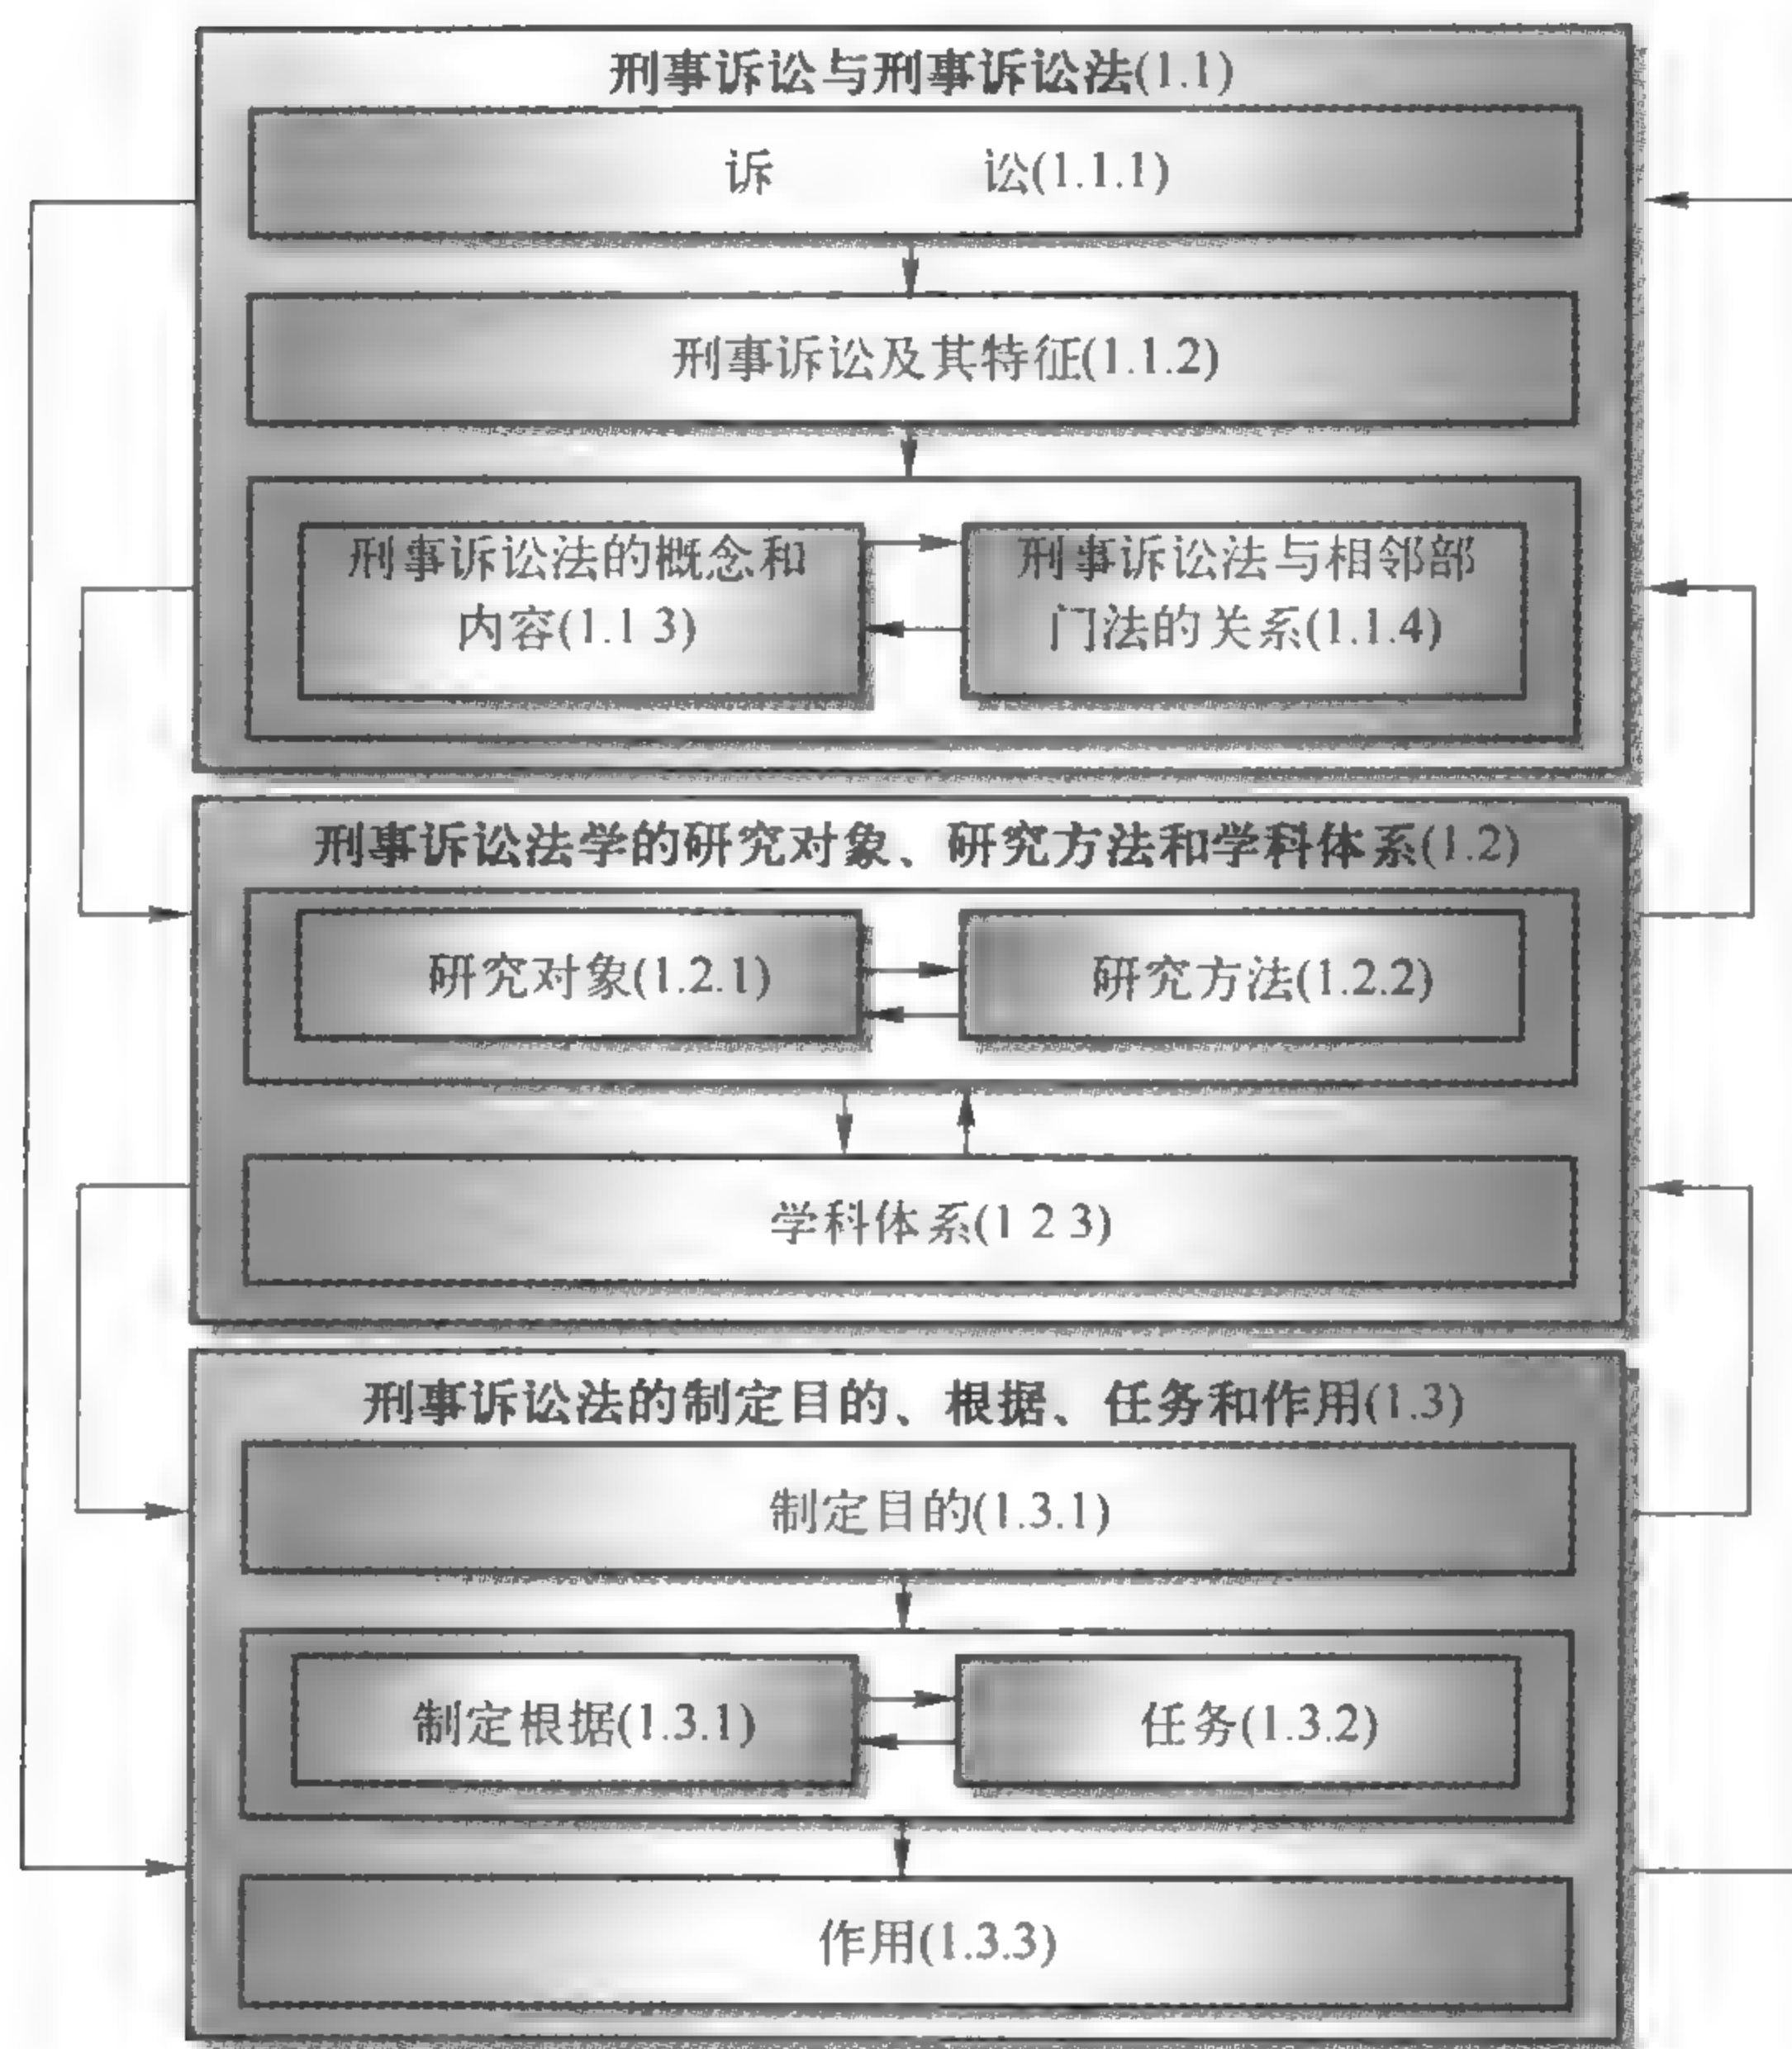 刑事诉讼与刑事诉讼法(1.1)
诉 讼(1.1.1)
刑事诉讼及其特征(1.1.2)
刑事诉讼法的概念和
内容(1.1 3)
刑事诉讼法与相邻部
门法的关系(1.1.4)
刑事诉讼法学的研究对象、研究方法和学科体系(1.2)
研究对象(1.2.1)
研究方法(1.2.2)
学科体系(1 2 3)
刑事诉讼法的制定目的、根据、任务和作用(1.3)
制定目的(1.3.1)
制定根据(1.3.1)
任务(1.3.2)
作用(1.3.3)